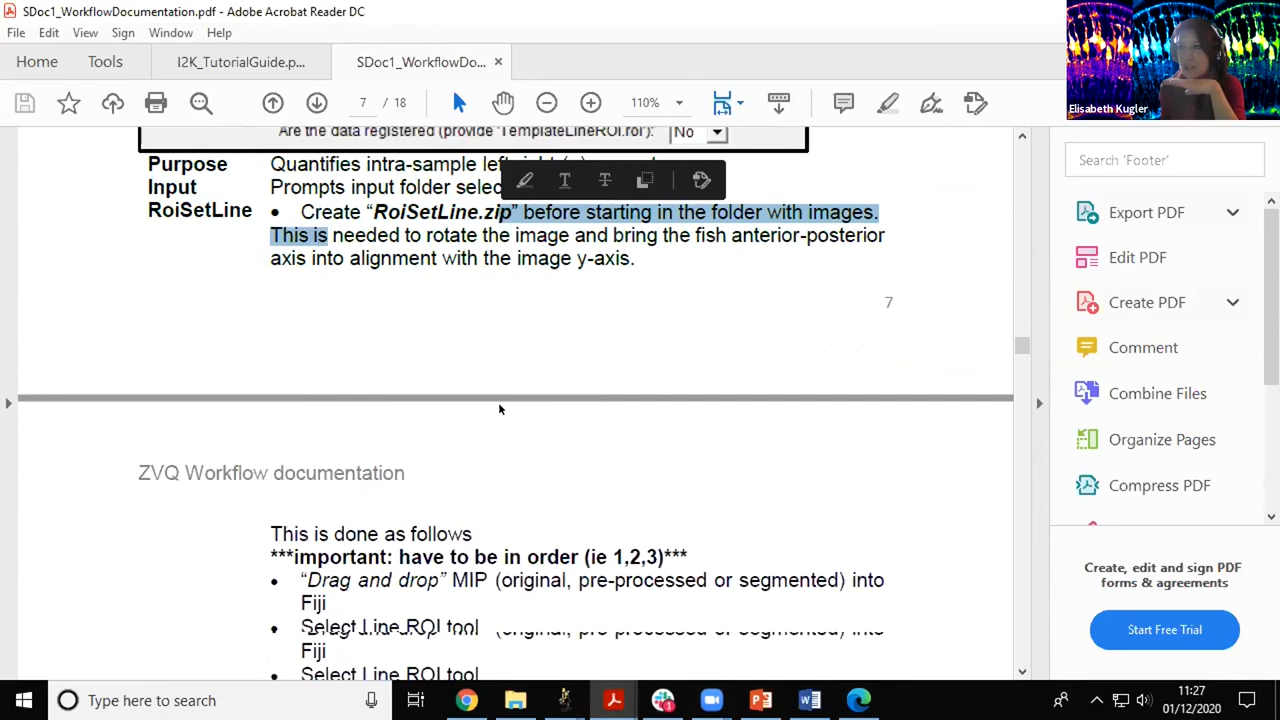 SDoc1_WorkflowDocumentation.pdf - Adobe Acrobat Reader DC
File Edit View Sign Window Help
Home Tools I2K_TutorialGuide.p... SDoc1_WorkflowDo... ×
7 / 18 110%
Elisabeth Kugler
Are the data registered (provide 'TemplateLineROI.roi'): No
Search 'Footer'
Purpose Quantifies intra-sample
Input Prompts input folder
RoiSetLine • Create “RoiSetLine.zip” before starting in the folder with images.
This is needed to rotate the image and bring the fish anterior-posterior
axis into alignment with the image y-axis.
7
ZVQ Workflow documentation
This is done as follows
***important: have to be in order (ie 1,2,3)***
• “Drag and drop” MIP (original, pre-processed or segmented) into
Fiji
• Select Line ROI tool
Fiji
• Select Line ROI tool
Export PDF
Edit PDF
Create PDF
Comment
Combine Files
Organize Pages
Compress PDF
Create, edit and sign PDF
forms & agreements
Start Free Trial
Type here to search
11:27
01/12/2020